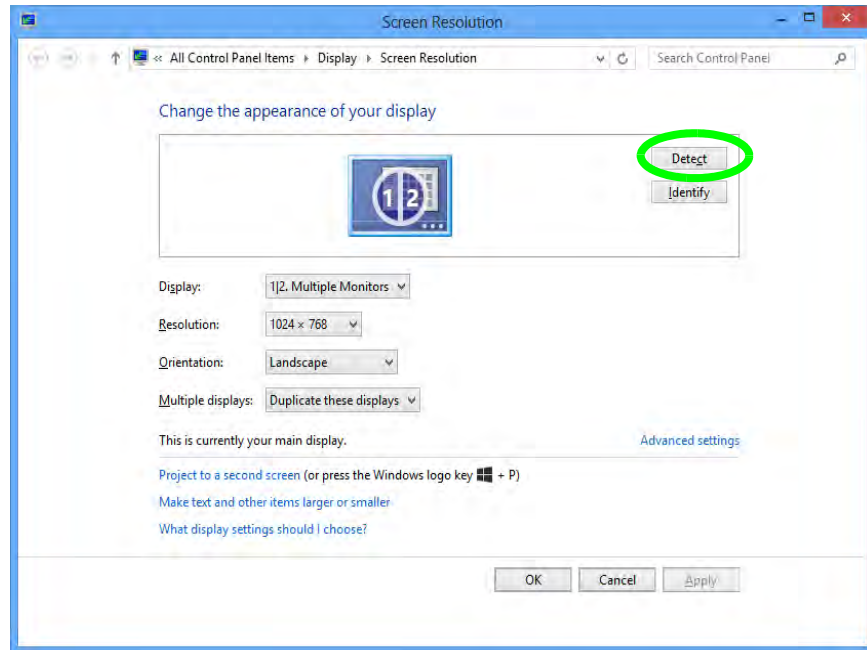 Screen Resolution
« All Control Panel Items Display Screen Resolution Search Control Panel
Change the appearance of your display
Detect
1 2
Identify
Display: 1|2. Multiple Monitors
Resolution: 1024 × 768
Orientation: Landscape
Multiple displays: Duplicate these displays
This is currently your main display. Advanced settings
Project to a second screen (or press the Windows logo key + P)
Make text and other items larger or smaller
What display settings should I choose?
OK Cancel Apply